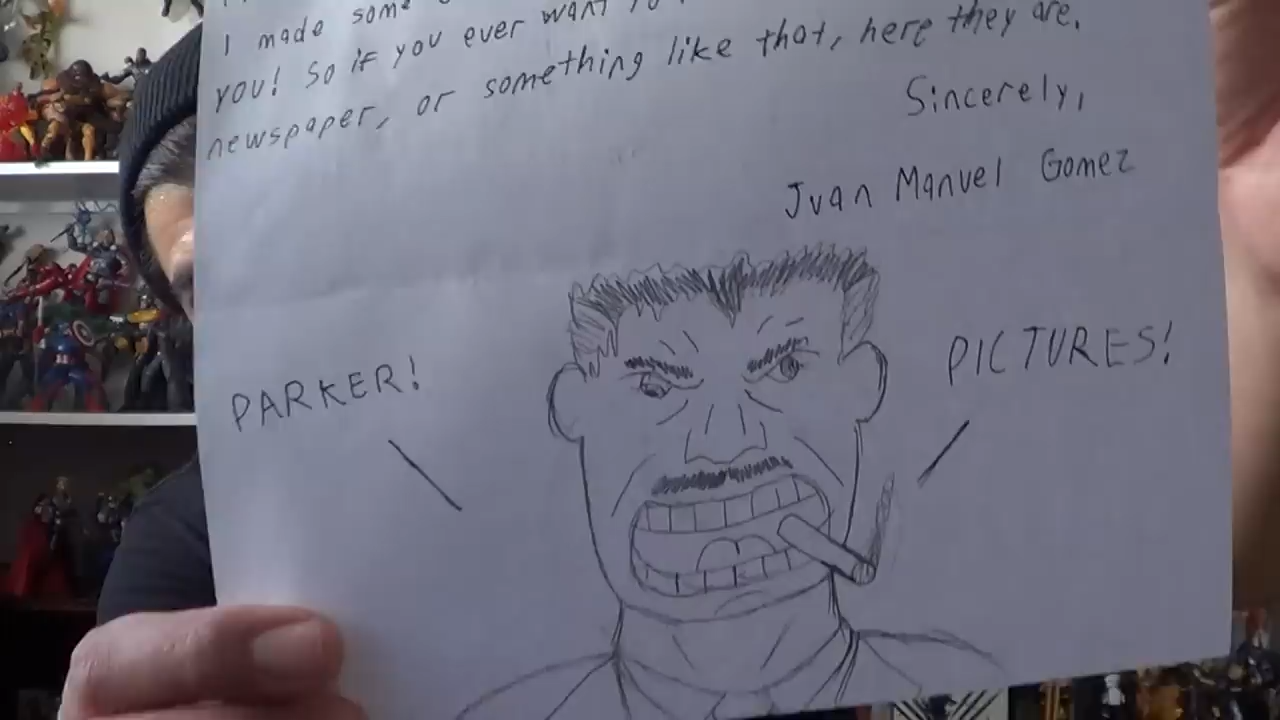 I made some
you! So if you ever want to
newspaper, or something like that, here they are.
Sincerely,
Juan Manuel Gomez
PARKER!
PICTURES!